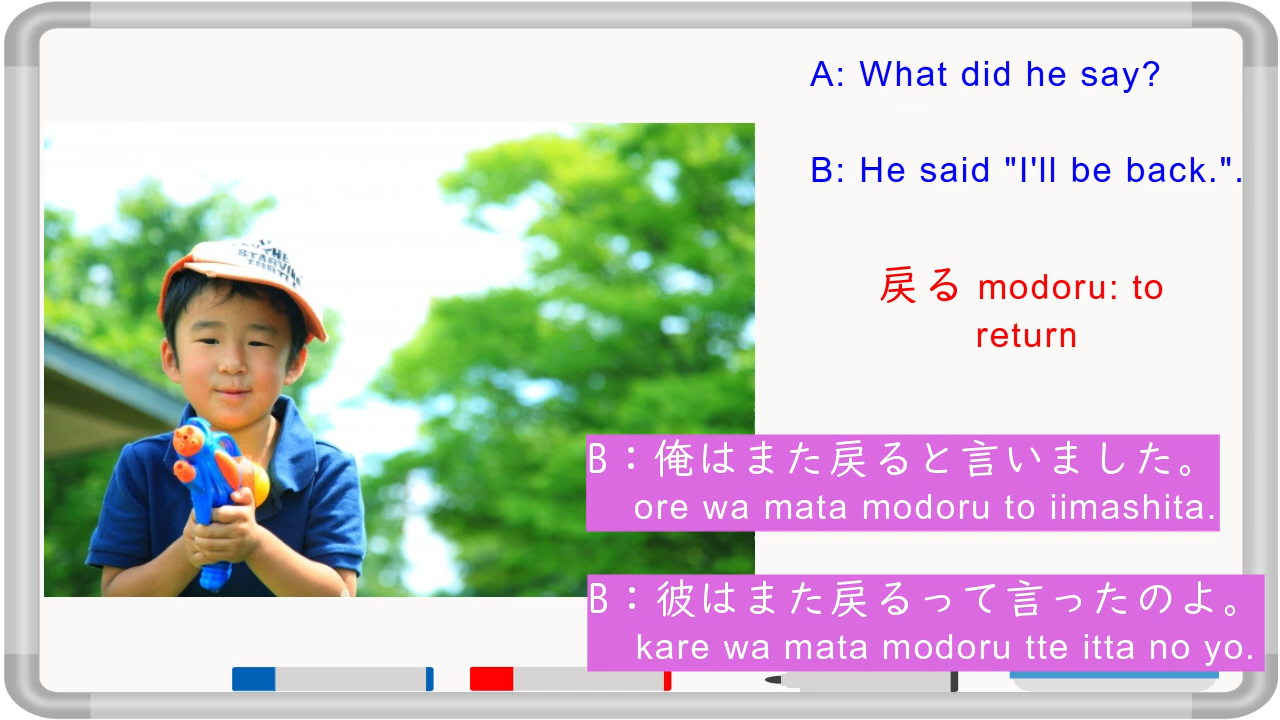 A: What did he say?
B: He said "I'll be back.".
戻る modoru: to
return
B：俺はまた戻ると言いました。
ore wa mata modoru to iimashita.
B：彼はまた戻るって言ったのよ。
kare wa mata modoru tte itta no yo.
STARVIN